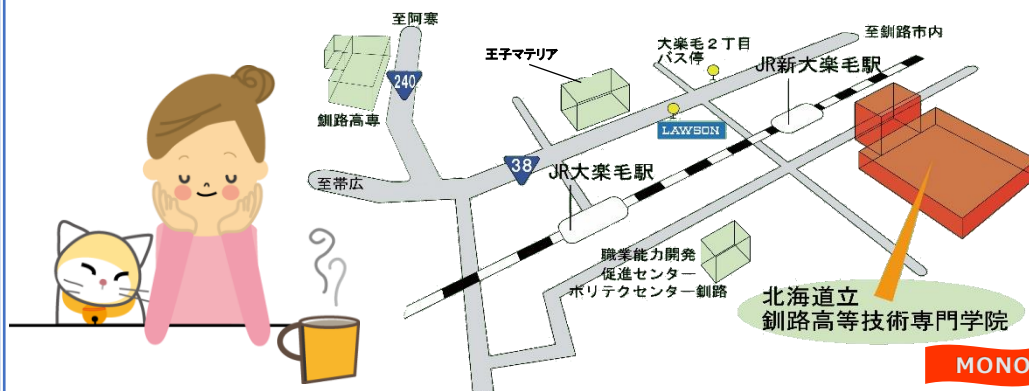 至阿寒
240
釧路高専
王子マテリア
大楽毛２丁目
バス停
至釧路市内
JR新大楽毛駅
LAWSON
38
至帯広
JR大楽毛駅
職業能力開発
促進センター
ポリテクセンター釧路
北海道立
釧路高等技術専門学院
MONO